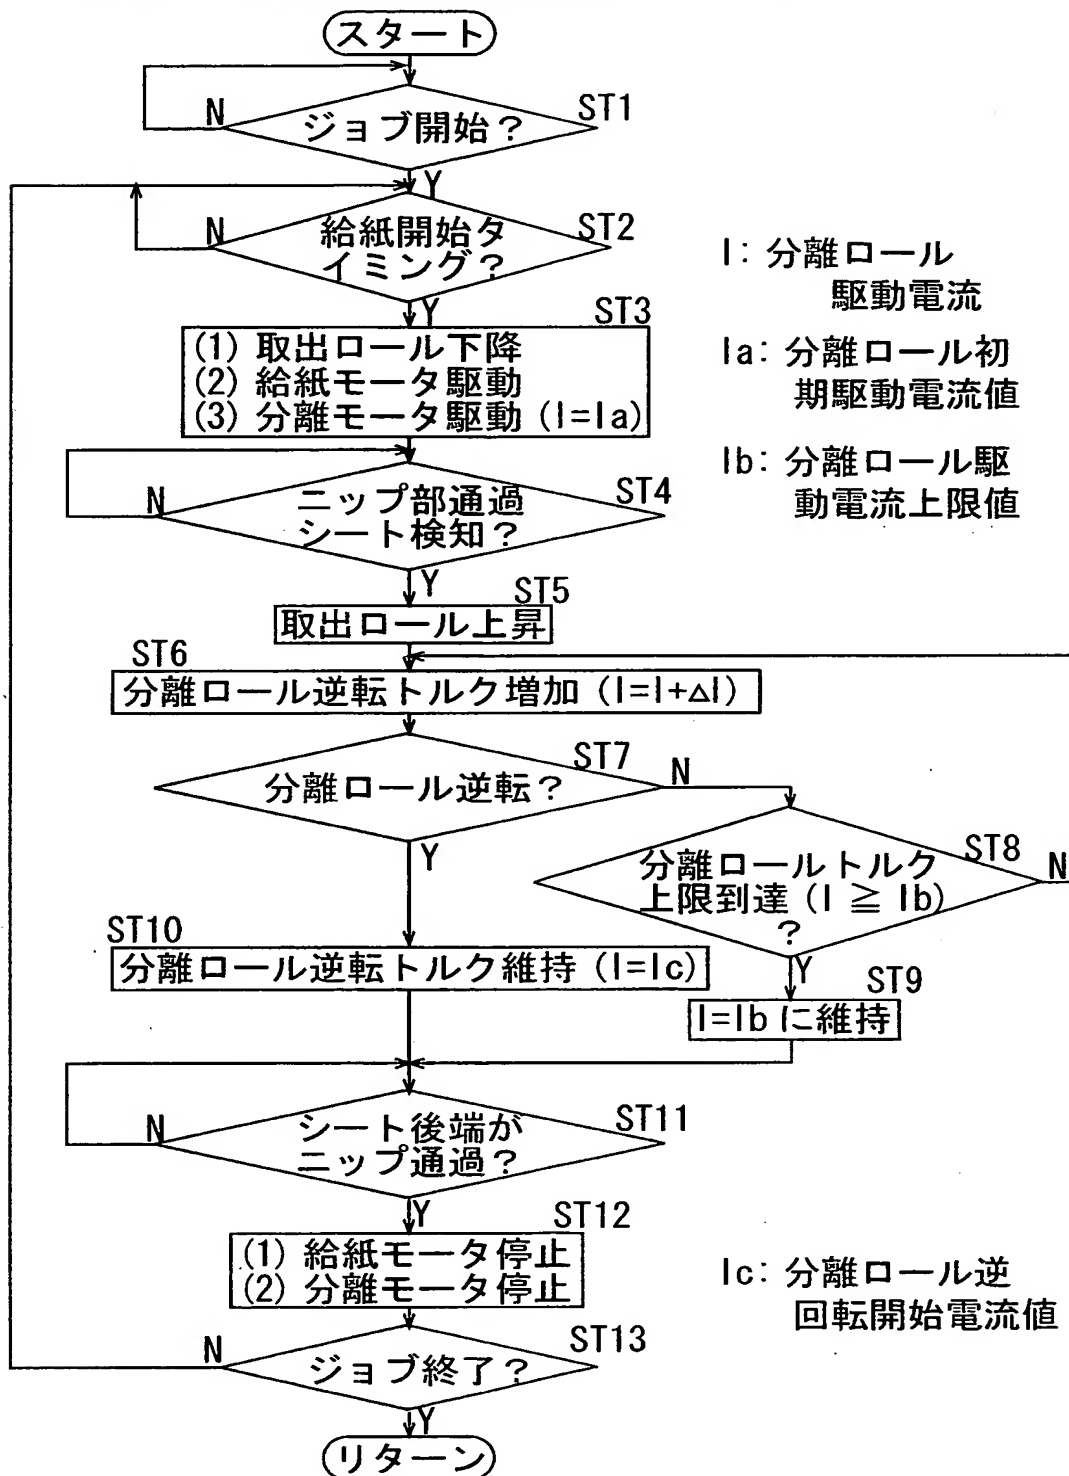 スタート
N
ジョブ開始？
ST1
Y
N
給紙開始タ
イミング？
ST2
Y
I: 分離ロール
駆動電流
ST3
(1) 取出ロール下降
(2) 給紙モータ駆動
(3) 分離モータ駆動 (I=Ia)
Ia: 分離ロール初
期駆動電流値
N
ニップ部通過
シート検知？
ST4
Ib: 分離ロール駆
動電流上限値
Y
ST5
取出ロール上昇
ST6
分離ロール逆転トルク増加 (I=I+△I)
分離ロール逆転？
ST7
N
Y
分離ロールトルク
上限到達 (I ≧ Ib)
？
ST8
N
ST10
分離ロール逆転トルク維持 (I=Ic)
Y
ST9
I=Ib に維持
N
シート後端が
ニップ通過？
ST11
Y
ST12
(1) 給紙モータ停止
(2) 分離モータ停止
Ic: 分離ロール逆
回転開始電流値
N
ジョブ終了？
ST13
Y
リターン